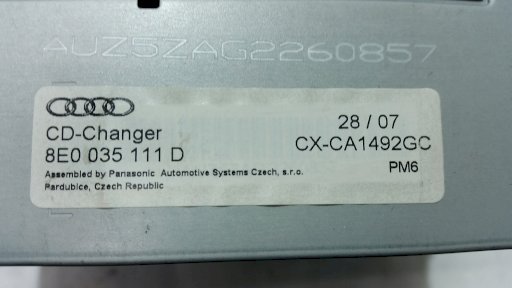 AUZ5ZAG2260857
CD-Changer
28 / 07
8E0 035 111 D
CX-CA1492GC
PM6
Assembled by Panasonic Automotive Systems Czech, s.r.o.
Pardubice, Czech Republic